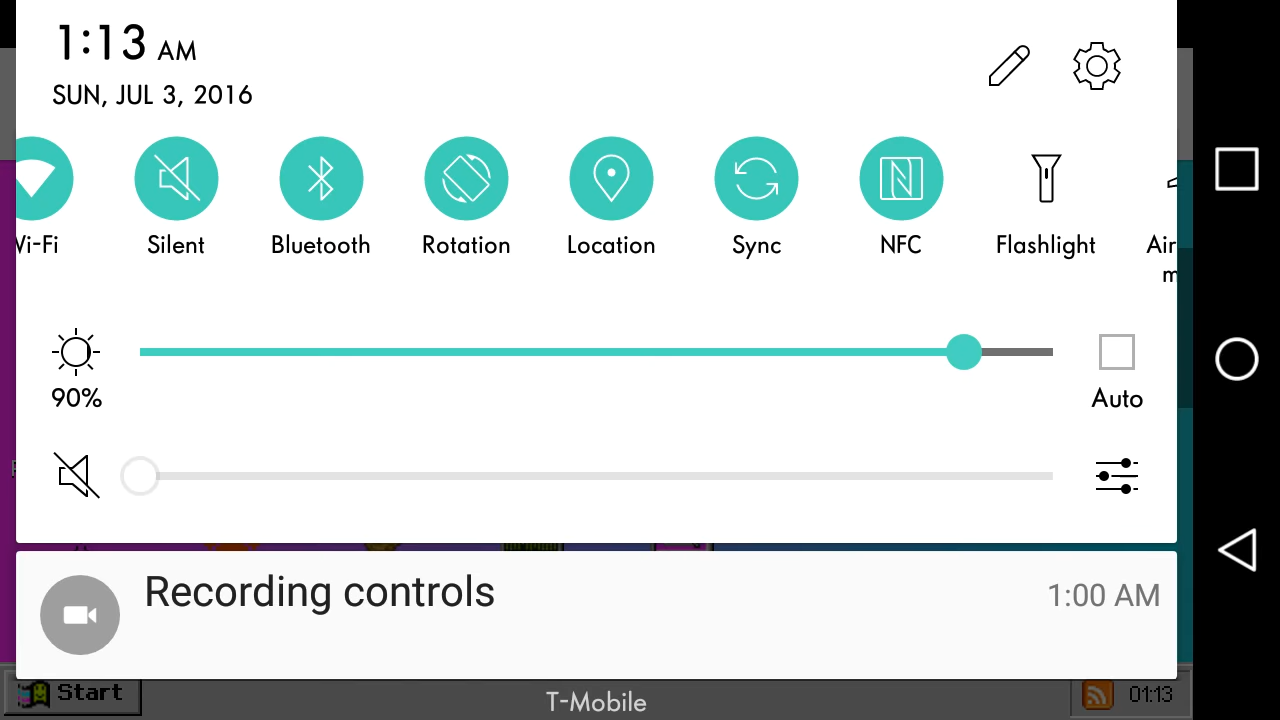 1:13 AM
SUN, JUL 3, 2016
Silent Bluetooth Rotation Location Sync NFC Flashlight Air
90%
Auto
Recording controls
1:00 AM
Start
T-Mobile
01:13